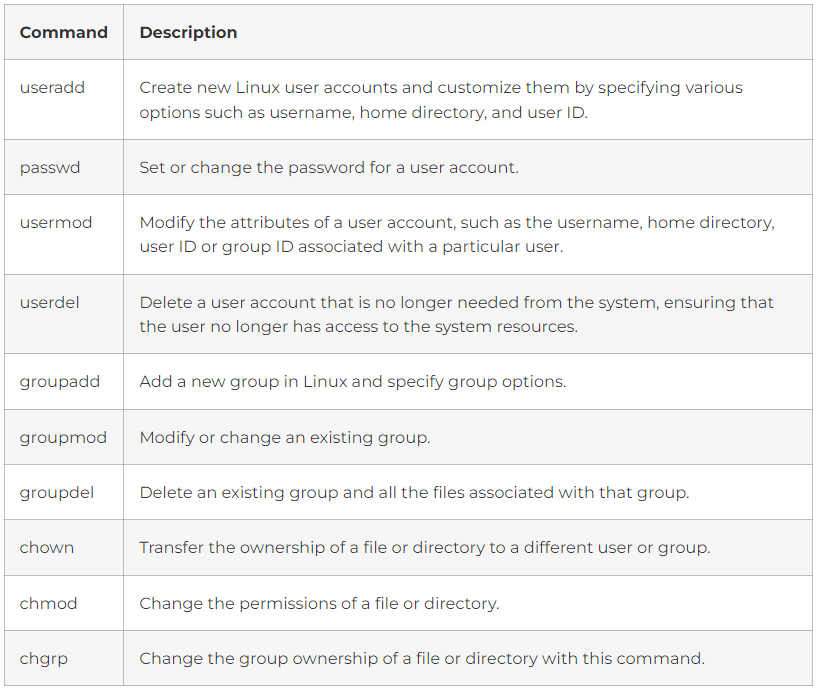 Command Description
useradd Create new Linux user accounts and customize them by specifying various
options such as username, home directory, and user ID.
passwd Set or change the password for a user account.
usermod Modify the attributes of a user account, such as the username, home directory,
user ID or group ID associated with a particular user.
userdel Delete a user account that is no longer needed from the system, ensuring that
the user no longer has access to the system resources.
groupadd Add a new group in Linux and specify group options.
groupmod Modify or change an existing group.
groupdel Delete an existing group and all the files associated with that group.
chown Transfer the ownership of a file or directory to a different user or group.
chmod Change the permissions of a file or directory.
chgrp Change the group ownership of a file or directory with this command.